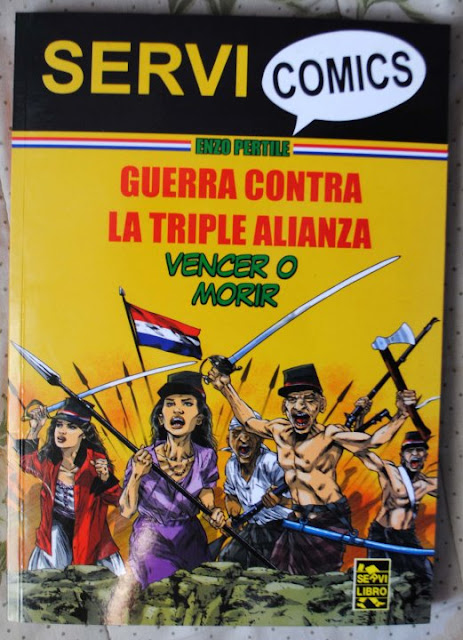 SERVI
COMICS
ENZO PERTILE
GUERRA CONTRA
LA TRIPLE ALIANZA
VENCER O
MORIR
SERVI
LIBRO